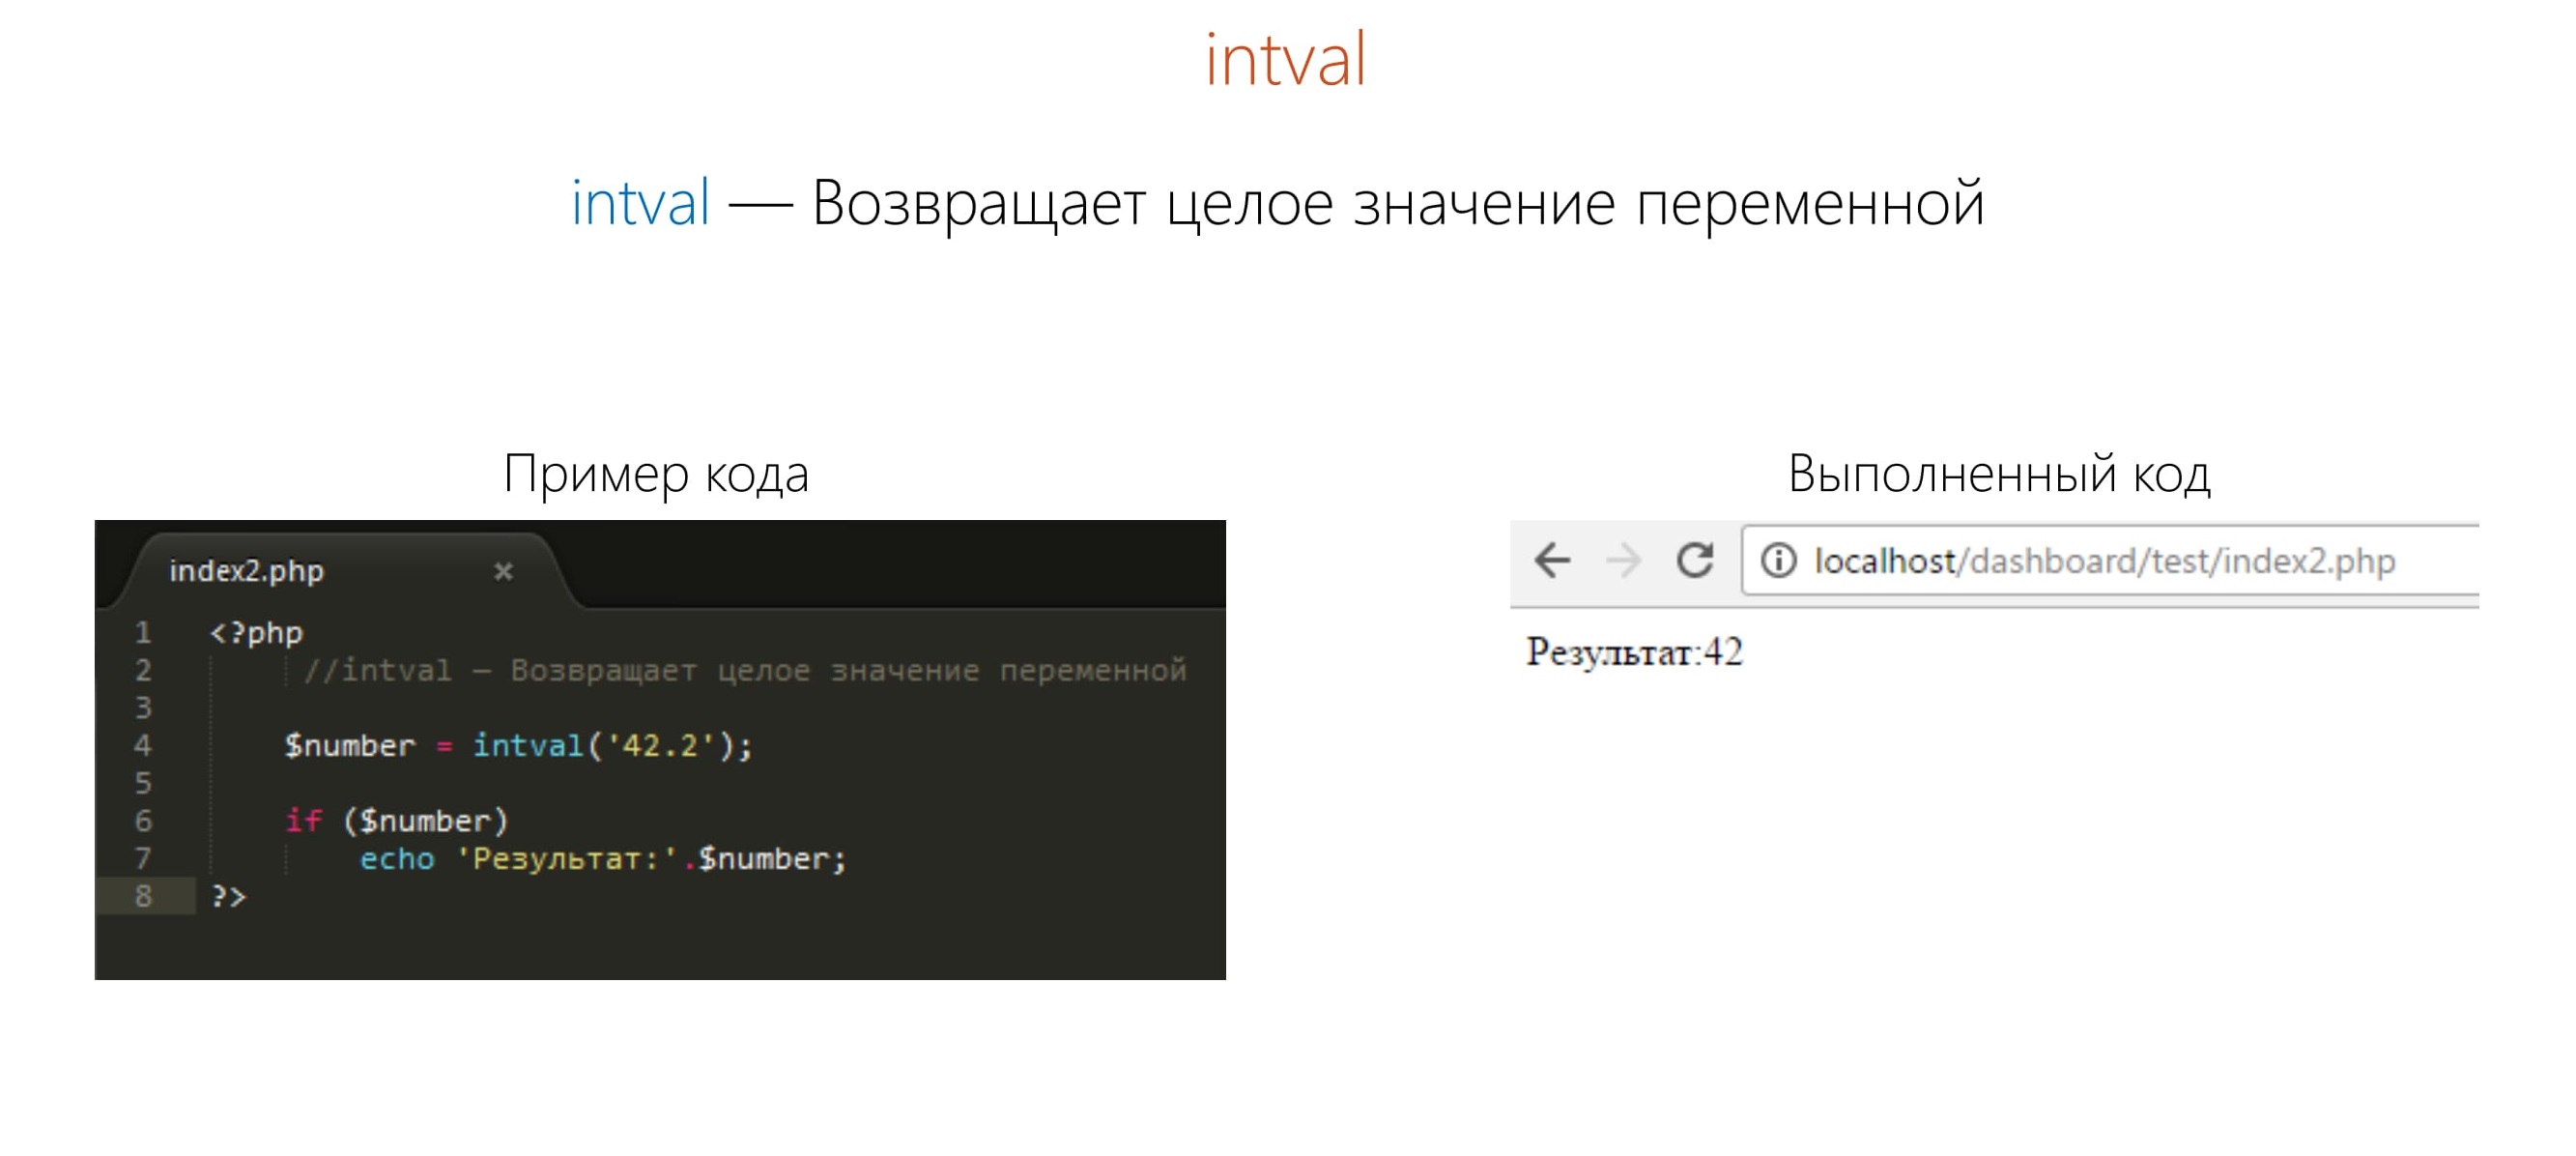 intval
intval — Возвращает целое значение переменной
Пример кода
index2.php ×
1 <?php
2 //intval — Возвращает целое значение переменной
3
4 $number = intval('42.2');
5
6 if ($number)
7 echo 'Результат:'.$number;
8 ?>
Выполненный код
localhost/dashboard/test/index2.php
Результат:42